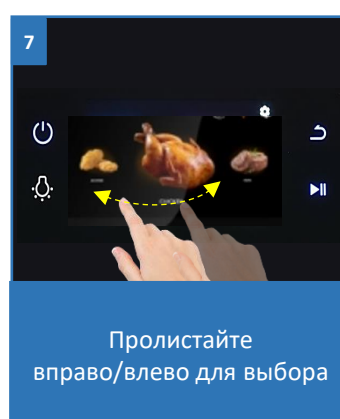 7
Пролистайте
вправо/влево для выбора